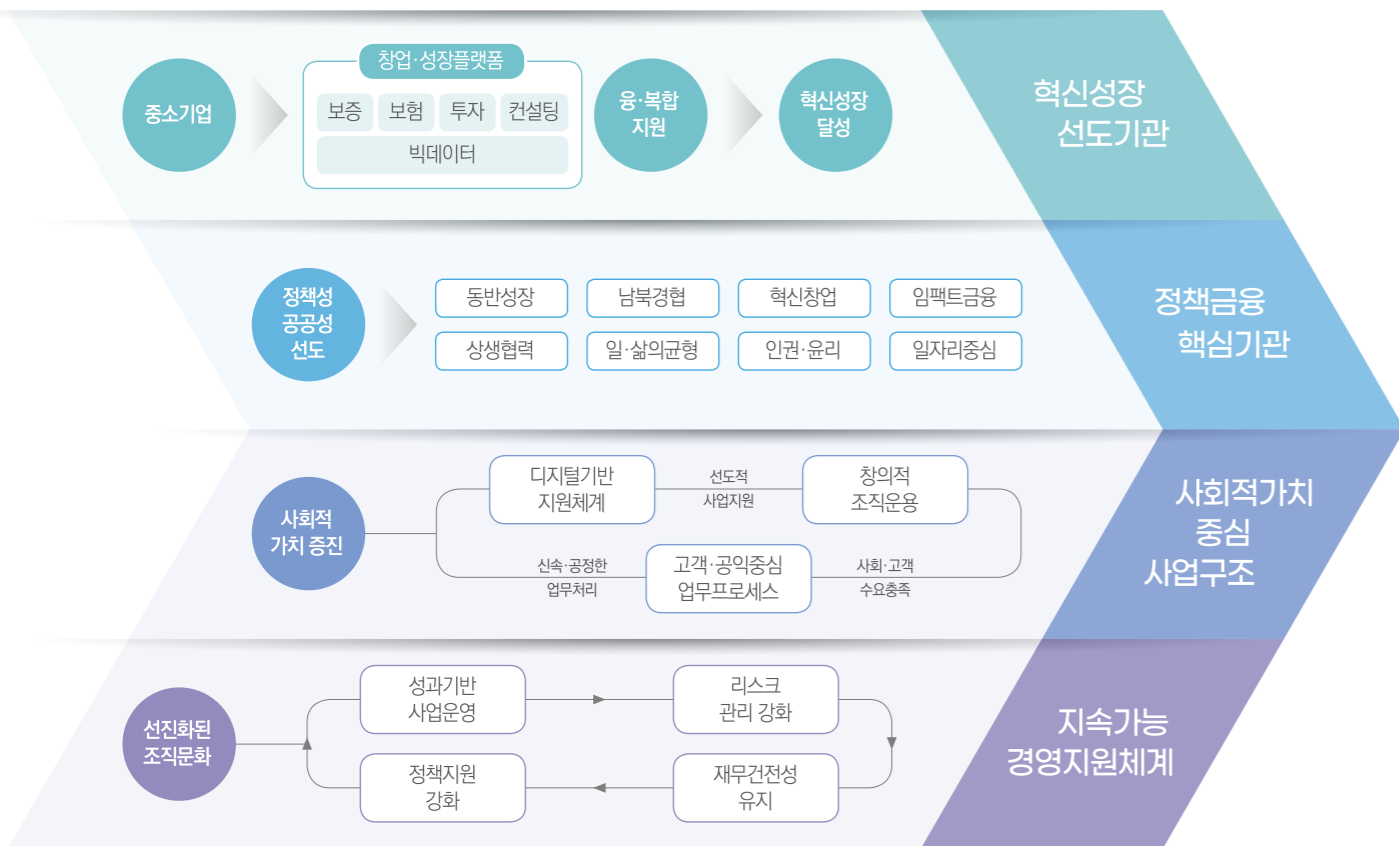 중소기업
창업·성장플랫폼
보증 보험 투자 컨설팅
빅데이터
융·복합
지원
혁신성장
달성
혁신성장
선도기관
정책성
공공성
선도
동반성장 남북경협 혁신창업 임팩트금융
상생협력 일·삶의균형 인권·윤리 일자리중심
정책금융
핵심기관
사회적
가치 증진
디지털기반
지원체계
선도적
사업지원
창의적
조직운용
신속·공정한
업무처리
고객·공익중심
업무프로세스
사회·고객
수요충족
사회적가치
중심
사업구조
선진화된
조직문화
성과기반
사업운영
리스크
관리 강화
정책지원
강화
재무건전성
유지
지속가능
경영지원체계